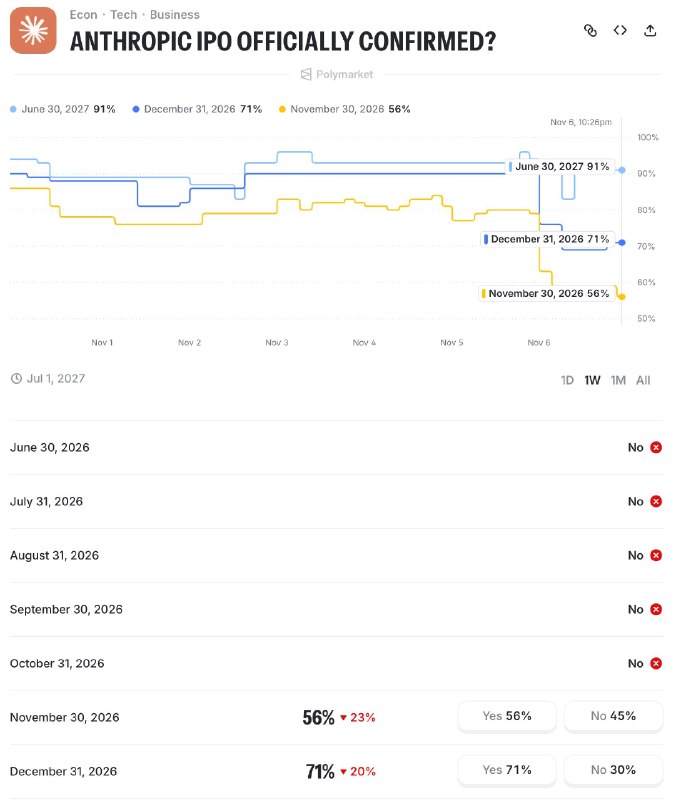 Econ · Tech · Business
ANTHROPIC IPO OFFICIALLY CONFIRMED?
Polymarket
June 30, 2027 91% December 31, 2026 71% November 30, 2026 56%
Nov 6, 10:26pm
100%
June 30, 2027 91%
90%
80%
December 31, 2026 71%
70%
60%
November 30, 2026 56%
50%
Nov 1 Nov 2 Nov 3 Nov 4 Nov 5 Nov 6
Jul 1, 2027 1D 1W 1M All
June 30, 2026 No
July 31, 2026 No
August 31, 2026 No
September 30, 2026 No
October 31, 2026 No
November 30, 2026 56% ▼ 23% Yes 56% No 45%
December 31, 2026 71% ▼ 20% Yes 71% No 30%